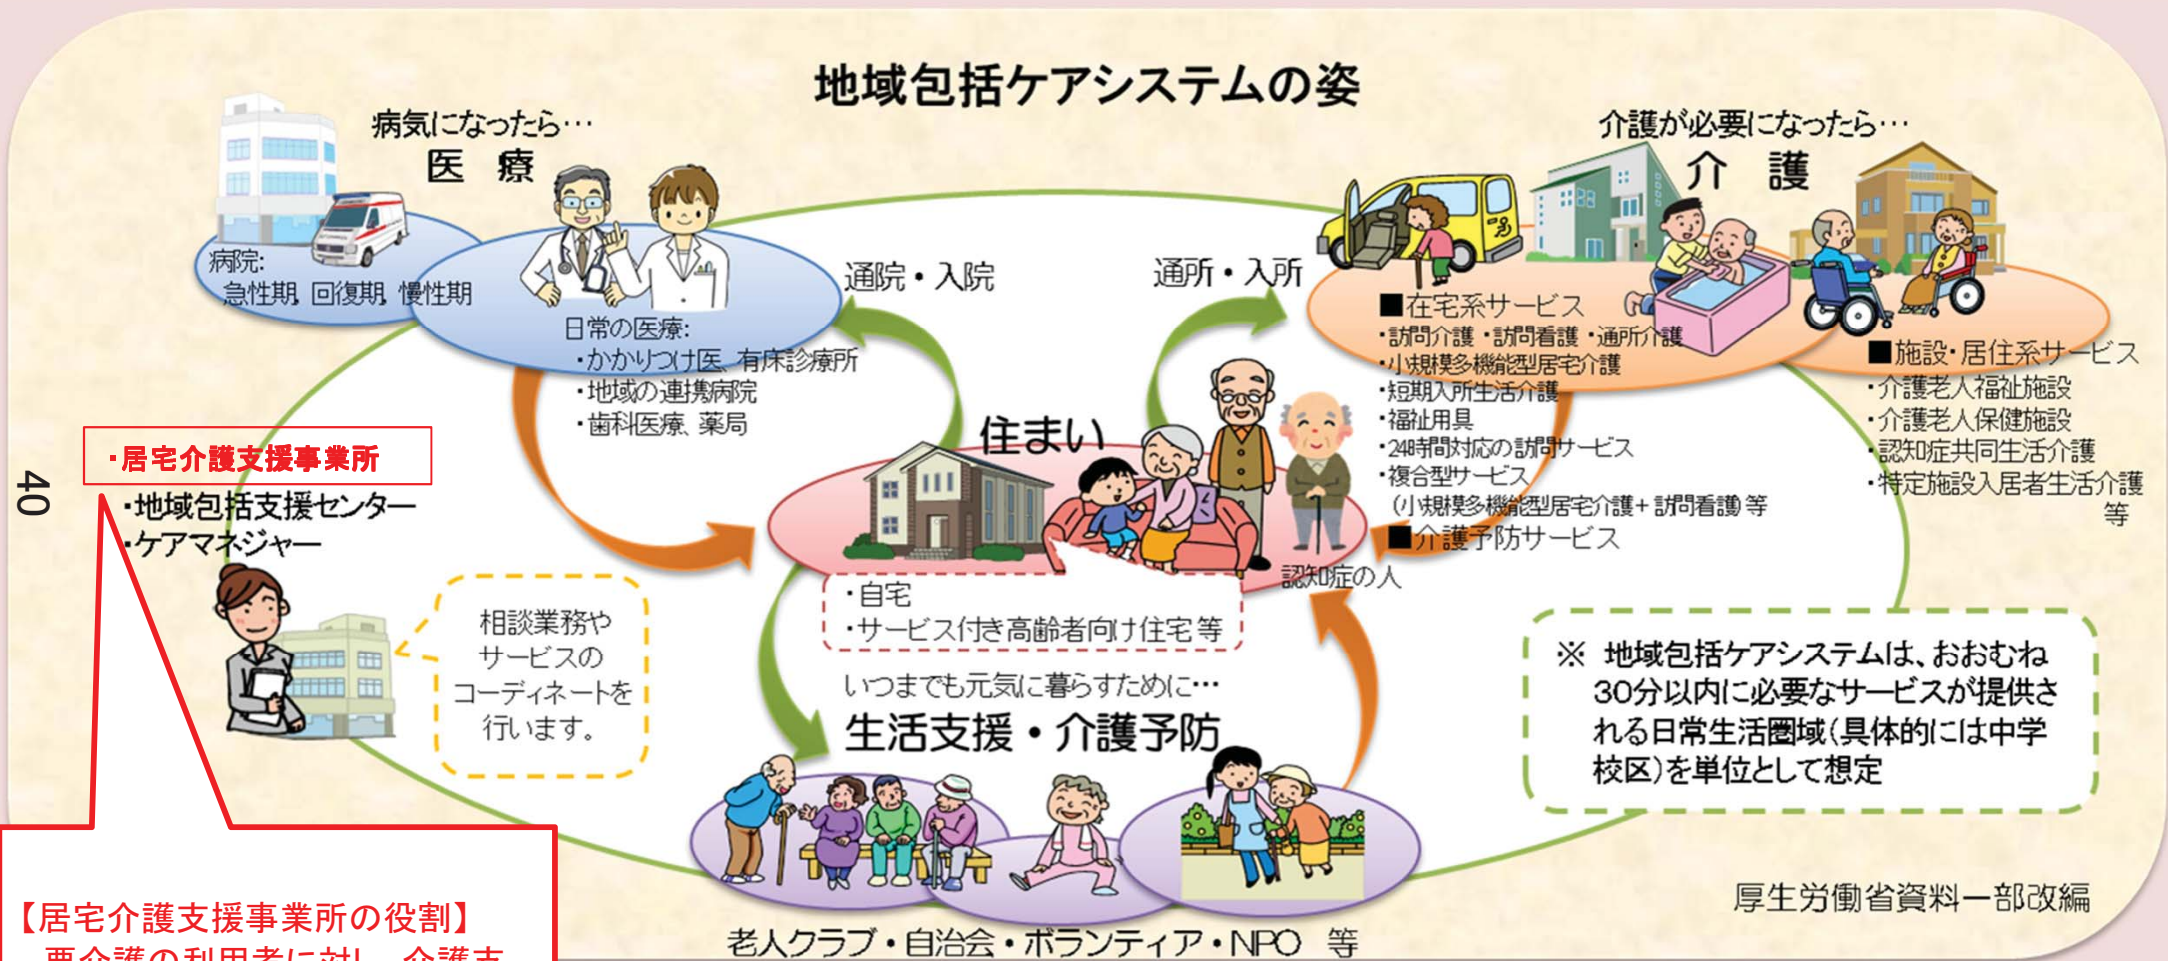 地域包括ケアシステムの姿
病気になったら…
医 療
病院:
急性期,回復期,慢性期
日常の医療:
・かかりつけ医、有床診療所
・地域の連携病院
・歯科医療、薬局
通院・入院
通所・入所
介護が必要になったら…
介 護
■在宅系サービス
・訪問介護・訪問看護・通所介護
・小規模多機能型居宅介護
・短期入所生活介護
・福祉用具
・24時間対応の訪問サービス
・複合型サービス
(小規模多機能型居宅介護+訪問看護)等
■介護予防サービス
■施設・居住系サービス
・介護老人福祉施設
・介護老人保健施設
・認知症共同生活介護
・特定施設入居者生活介護
等
住まい
認知症の人
・自宅
・サービス付き高齢者向け住宅等
・居宅介護支援事業所
・地域包括支援センター
・ケアマネジャー
相談業務や
サービスの
コーディネートを
行います。
いつまでも元気に暮らすために…
生活支援・介護予防
老人クラブ・自治会・ボランティア・NPO 等
※ 地域包括ケアシステムは、おおむね
30分以内に必要なサービスが提供さ
れる日常生活圏域(具体的には中学
校区)を単位として想定
厚生労働省資料一部改編
【居宅介護支援事業所の役割】
要介護の利用者に対し、介護支
40